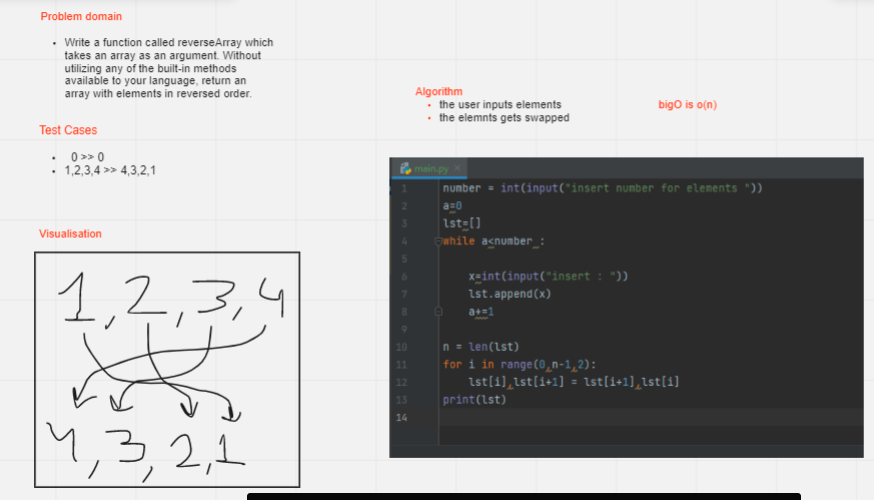 Problem domain
• Write a function called reverseArray which
takes an array as an argument. Without
utilizing any of the built-in methods
available to your language, return an
array with elements in reversed order.
Test Cases
• 0 >> 0
• 1,2,3,4 >> 4,3,2,1
Visualisation
1,2,3,4
4,3,2,1
Algorithm
• the user inputs elements
• the elemnts gets swapped
bigO is o(n)
main.py ×
1 number = int(input("insert number for elements "))
2 a=0
3 lst=[]
4 while a<number :
5
6 x=int(input("insert : "))
7 lst.append(x)
8 a+=1
9
10 n = len(lst)
11 for i in range(0,n-1,2):
12 lst[i],lst[i+1] = lst[i+1],lst[i]
13 print(lst)
14